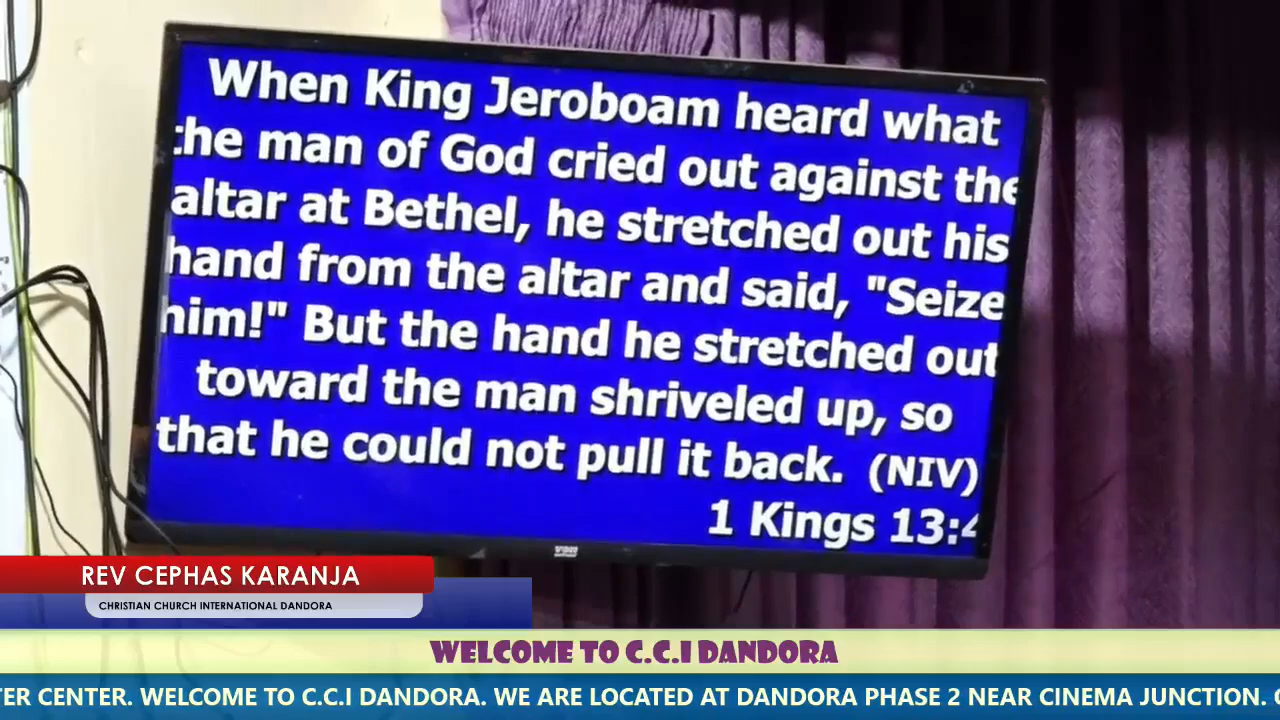 When King Jeroboam heard what
the man of God cried out against the
altar at Bethel, he stretched out his
hand from the altar and said, "Seize
him!" But the hand he stretched out
toward the man shriveled up, so
that he could not pull it back. (NIV)
1 Kings 13:4
REV CEPHAS KARANJA
CHRISTIAN CHURCH INTERNATIONAL DANDORA
WELCOME TO C.C.I DANDORA
CENTER. WELCOME TO C.C.I DANDORA. WE ARE LOCATED AT DANDORA PHASE 2 NEAR CINEMA JUNCTION.